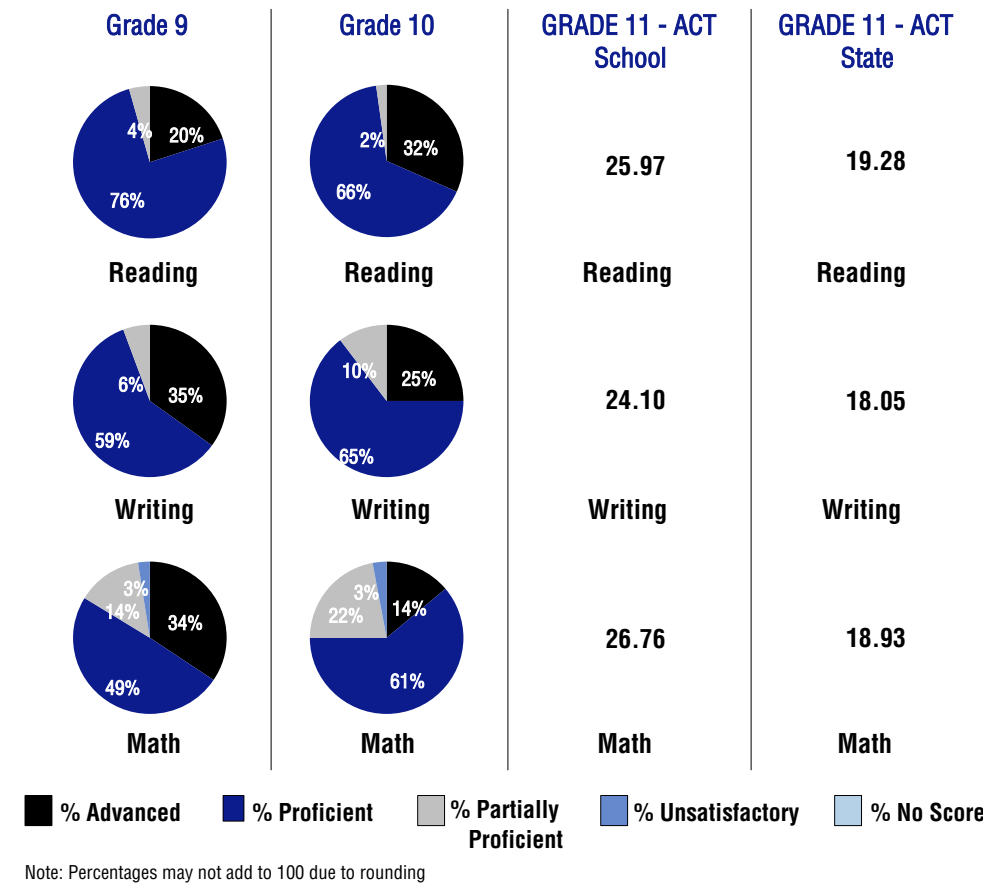 Grade 9
Grade 10
GRADE 11 - ACT
School
GRADE 11 - ACT
State
4%
20%
76%
2%
32%
66%
25.97
19.28
Reading
Reading
Reading
Reading
6%
35%
59%
10%
25%
65%
24.10
18.05
Writing
Writing
Writing
Writing
3%
14%
34%
49%
3%
22%
14%
61%
26.76
18.93
Math
Math
Math
Math
% Advanced
% Proficient
% Partially
Proficient
% Unsatisfactory
% No Score
Note: Percentages may not add to 100 due to rounding